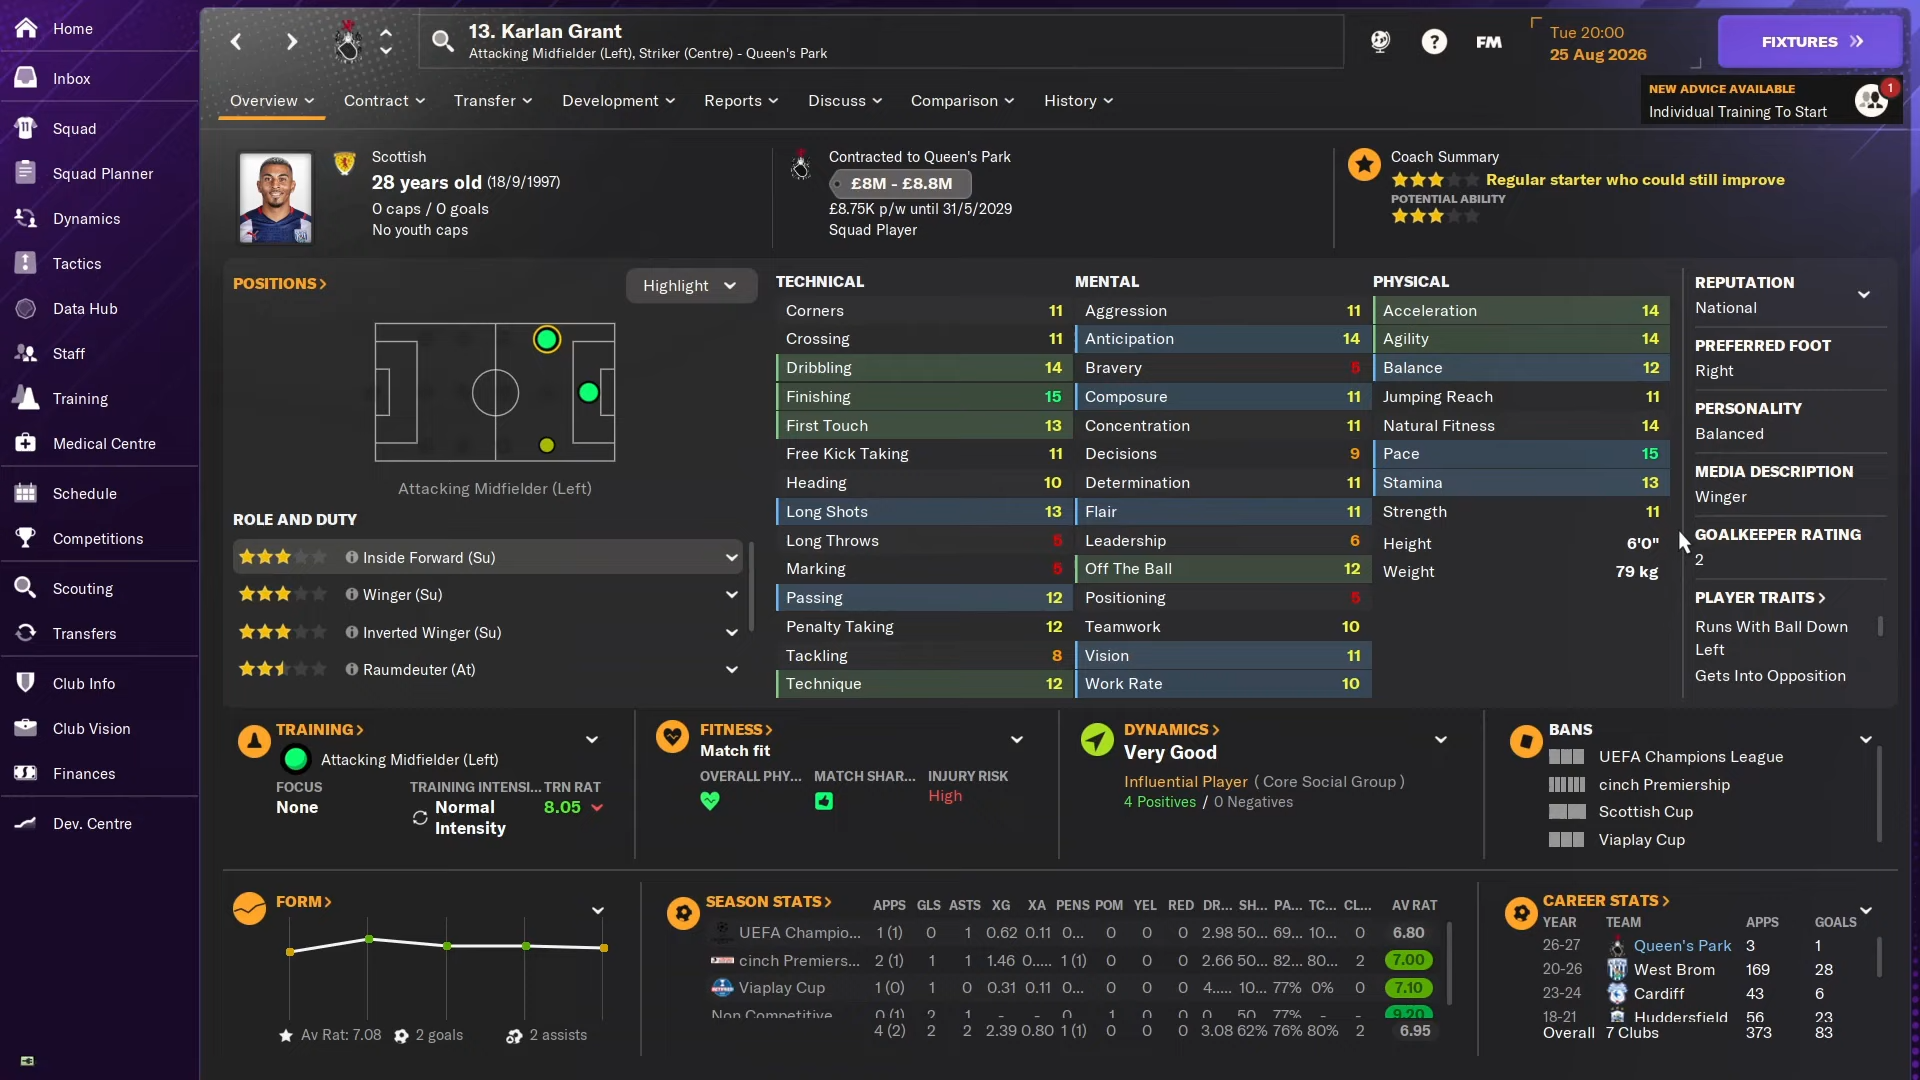 Home
Inbox
Squad
Squad Planner
Dynamics
Tactics
Data Hub
Staff
Training
Medical Centre
Schedule
Competitions
Scouting
Transfers
Club Info
Club Vision
Finances
Dev. Centre
13. Karlan Grant
Attacking Midfielder (Left), Striker (Centre) - Queen's Park
?
FM
Tue 20:00
25 Aug 2026
FIXTURES
Overview
Contract
Transfer
Development
Reports
Discuss
Comparison
History
NEW ADVICE AVAILABLE
Individual Training To Start
1
Scottish
28 years old (18/9/1997)
0 caps / 0 goals
No youth caps
Contracted to Queen's Park
£8M - £8.8M
£8.75K p/w until 31/5/2029
Squad Player
Coach Summary
Regular starter who could still improve
POTENTIAL ABILITY
POSITIONS
Highlight
Attacking Midfielder (Left)
ROLE AND DUTY
Inside Forward (Su)
Winger (Su)
Inverted Winger (Su)
Raumdeuter (At)
TECHNICAL
Corners 11
Crossing 11
Dribbling 14
Finishing 15
First Touch 13
Free Kick Taking 11
Heading 10
Long Shots 13
Long Throws 5
Marking 5
Passing 12
Penalty Taking 12
Tackling 8
Technique 12
MENTAL
Aggression 11
Anticipation 14
Bravery 5
Composure 11
Concentration 11
Decisions 9
Determination 11
Flair 11
Leadership 6
Off The Ball 12
Positioning 5
Teamwork 10
Vision 11
Work Rate 10
PHYSICAL
Acceleration 14
Agility 14
Balance 12
Jumping Reach 11
Natural Fitness 14
Pace 15
Stamina 13
Strength 11
Height 6'0"
Weight 79 kg
REPUTATION
National
PREFERRED FOOT
Right
PERSONALITY
Balanced
MEDIA DESCRIPTION
Winger
GOALKEEPER RATING
2
PLAYER TRAITS
Runs With Ball Down
Left
Gets Into Opposition
TRAINING
Attacking Midfielder (Left)
FOCUS
None
TRAINING INTENSI...
Normal
Intensity
TRN RAT
8.05
FITNESS
Match fit
OVERALL PHY... MATCH SHAR... INJURY RISK
High
DYNAMICS
Very Good
Influential Player ( Core Social Group )
4 Positives / 0 Negatives
BANS
UEFA Champions League
cinch Premiership
Scottish Cup
Viaplay Cup
FORM
Av Rat: 7.08 2 goals 2 assists
SEASON STATS APPS GLS ASTS XG XA PENS POM YEL RED DR... SH... PA... TC... CL... AV RAT
UEFA Champio... 1 (1) 0 1 0.62 0.11 0... 0 0 0 2.98 50... 69... 10... 0 6.80
cinch Premiers... 2 (1) 1 1 1.46 0..... 1 (1) 0 0 0 2.66 50... 82... 80... 2 7.00
Viaplay Cup 1 (0) 1 0 0.31 0.11 0... 0 0 0 4..... 10... 77% 0% 0 7.10
Non Competitive 0 (1) 2 1 - - 0 1 0 0 0 50 77% - - 9.20
4 (2) 2 2 2.39 0.80 1 (1) 0 0 0 3.08 62% 76% 80% 2 6.95
CAREER STATS
YEAR TEAM APPS GOALS
26-27 Queen's Park 3 1
20-26 West Brom 169 28
23-24 Cardiff 43 6
18-21 Huddersfield 56 23
Overall 7 Clubs 373 83